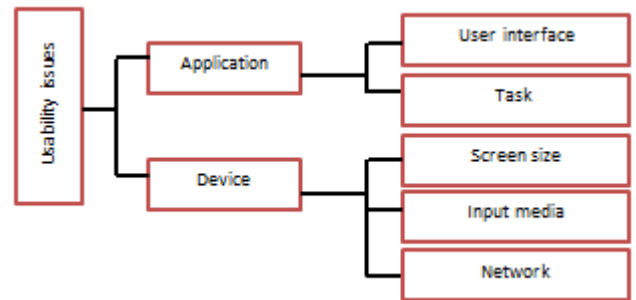 Usability issues
Application
User interface
Task
Device
Screen size
Input media
Network